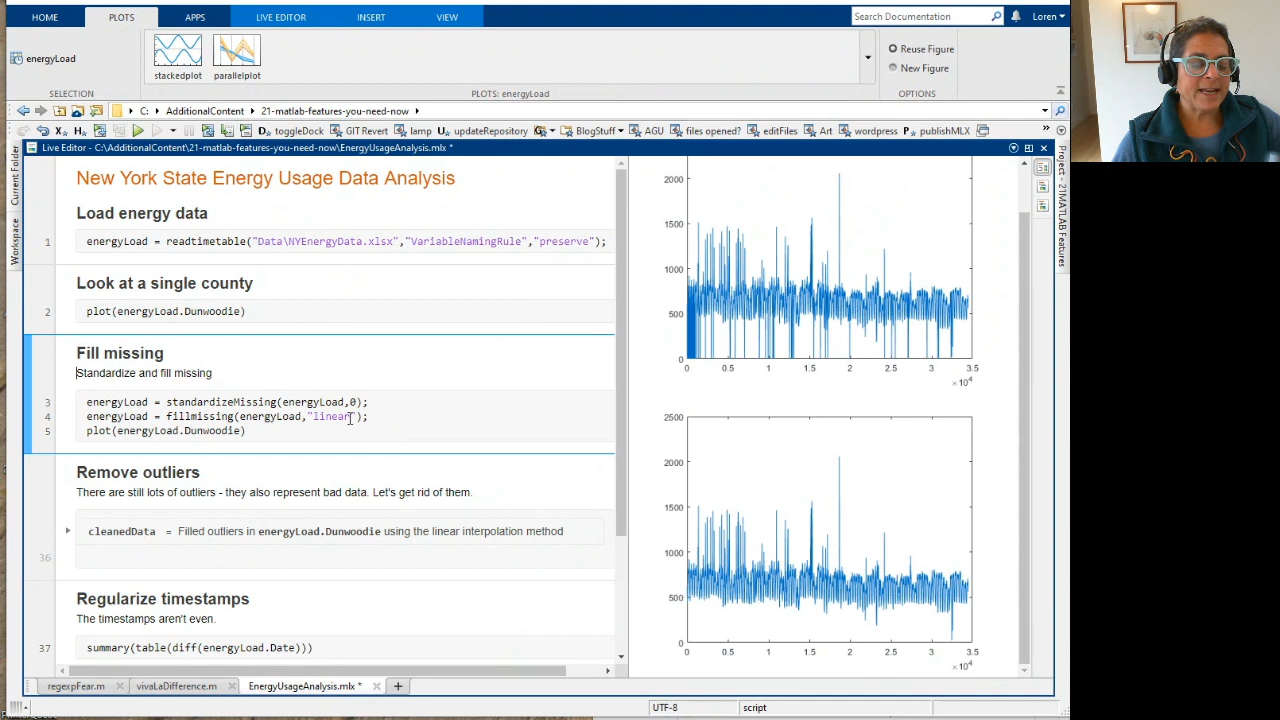 HOME PLOTS APPS LIVE EDITOR INSERT VIEW Search Documentation Loren
energyLoad
stackedplot parallelplot
Reuse Figure
New Figure
SELECTION PLOTS: energyLoad OPTIONS
C: AdditionalContent 21-matlab-features-you-need-now
toggleDock GIT Revert lamp updateRepository BlogStuff AGU files opened? editFiles Art wordpress publishMLX
Live Editor - C:\AdditionalContent\21-matlab-features-you-need-now\EnergyUsageAnalysis.mlx *
Current Folder
Workspace
Project - 21MATLAB Features
New York State Energy Usage Data Analysis
Load energy data
1 energyLoad = readtimetable("Data\NYEnergyData.xlsx","VariableNamingRule","preserve");
Look at a single county
2 plot(energyLoad.Dunwoodie)
Fill missing
Standardize and fill missing
3 energyLoad = standardizeMissing(energyLoad,0);
4 energyLoad = fillmissing(energyLoad,"linear");
5 plot(energyLoad.Dunwoodie)
Remove outliers
There are still lots of outliers - they also represent bad data. Let's get rid of them.
cleanedData = Filled outliers in energyLoad.Dunwoodie using the linear interpolation method
36
Regularize timestamps
The timestamps aren't even.
37 summary(table(diff(energyLoad.Date)))
2000
1500
1000
500
0
0 0.5 1 1.5 2 2.5 3 3.5
×10⁴
2500
2000
1500
1000
500
0
0 0.5 1 1.5 2 2.5 3 3.5
×10⁴
regexpFear.m vivaLaDifference.m EnergyUsageAnalysis.mlx *
UTF-8 script